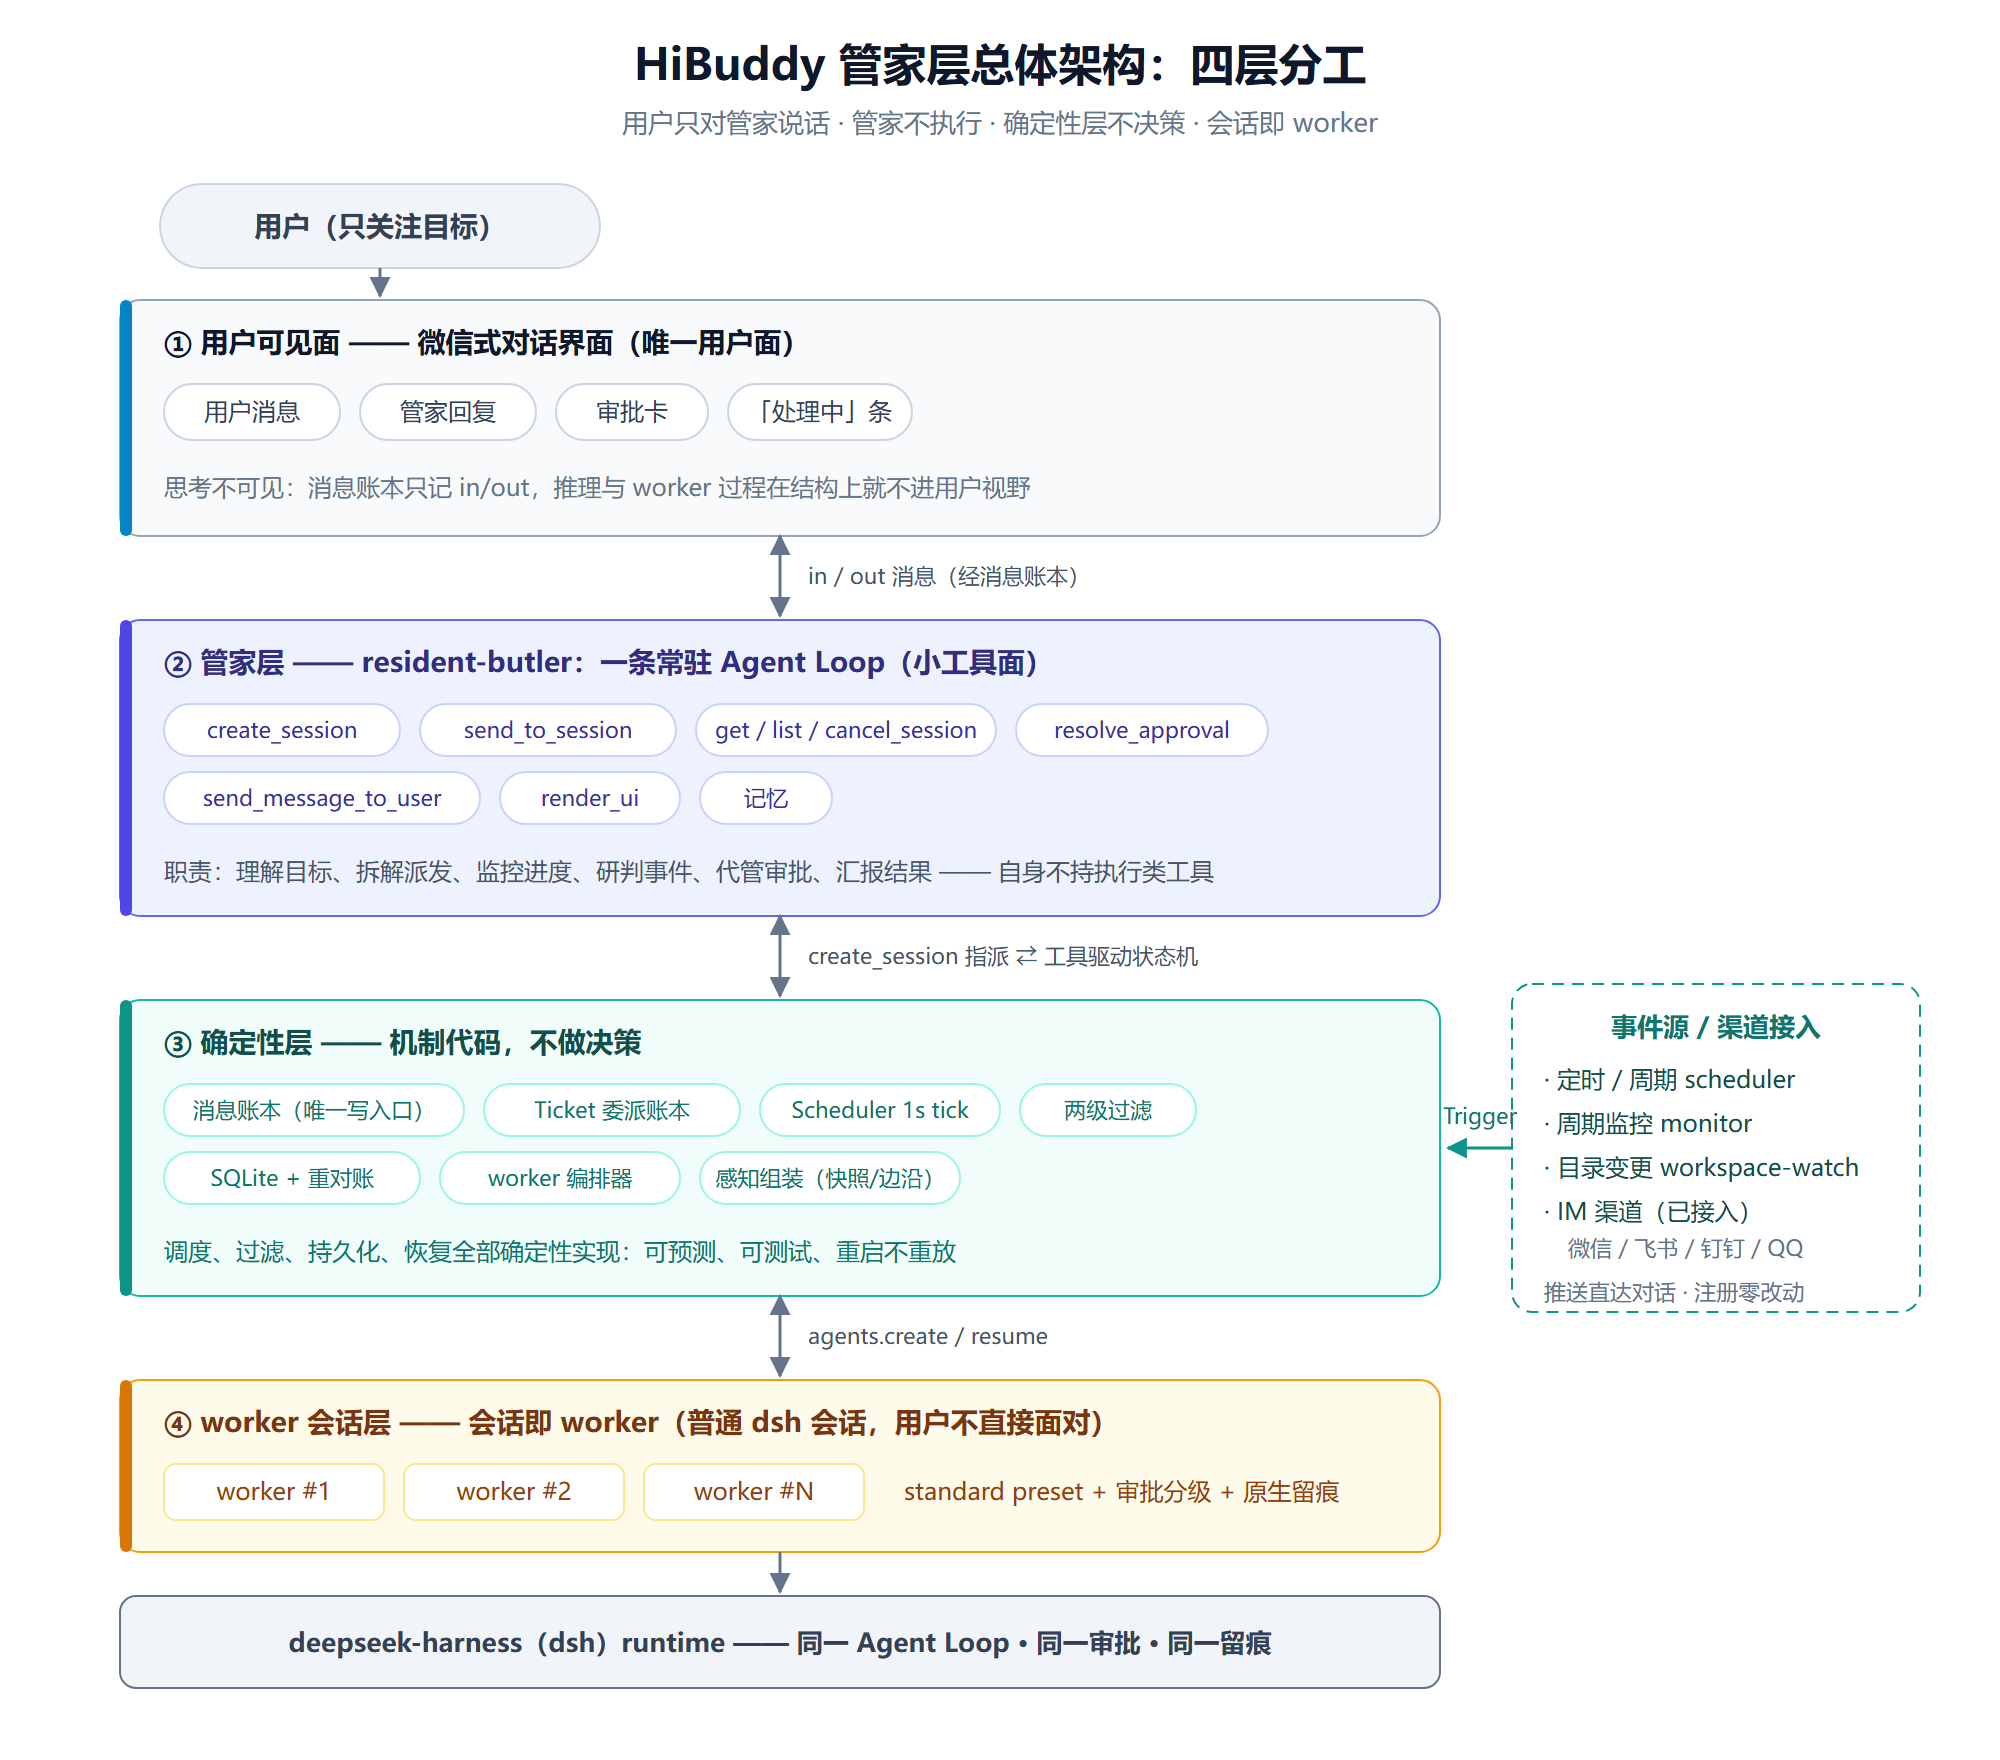 HiBuddy 管家层总体架构：四层分工
用户只对管家说话 · 管家不执行 · 确定性层不决策 · 会话即 worker
用户（只关注目标）
① 用户可见面 —— 微信式对话界面（唯一用户面）
用户消息
管家回复
审批卡
「处理中」条
思考不可见：消息账本只记 in/out，推理与 worker 过程在结构上就不进用户视野
in / out 消息（经消息账本）
② 管家层 —— resident-butler：一条常驻 Agent Loop（小工具面）
create_session
send_to_session
get / list / cancel_session
resolve_approval
send_message_to_user
render_ui
记忆
职责：理解目标、拆解派发、监控进度、研判事件、代管审批、汇报结果 —— 自身不持执行类工具
create_session 指派 ⇄ 工具驱动状态机
③ 确定性层 —— 机制代码，不做决策
消息账本（唯一写入口）
Ticket 委派账本
Scheduler 1s tick
两级过滤
SQLite + 重对账
worker 编排器
感知组装（快照/边沿）
调度、过滤、持久化、恢复全部确定性实现：可预测、可测试、重启不重放
Trigger
事件源 / 渠道接入
· 定时 / 周期 scheduler
· 周期监控 monitor
· 目录变更 workspace-watch
· IM 渠道（已接入）
微信 / 飞书 / 钉钉 / QQ
推送直达对话 · 注册零改动
agents.create / resume
④ worker 会话层 —— 会话即 worker（普通 dsh 会话，用户不直接面对）
worker #1
worker #2
worker #N
standard preset + 审批分级 + 原生留痕
deepseek-harness（dsh）runtime —— 同一 Agent Loop • 同一审批 • 同一留痕